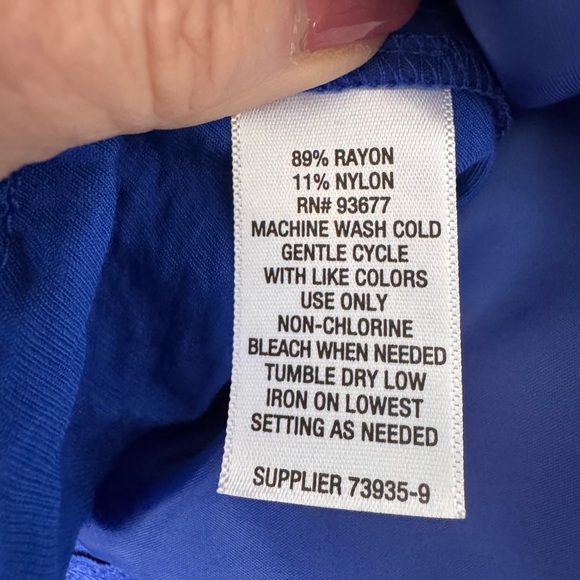 89% RAYON
11% NYLON
RN# 93677
MACHINE WASH COLD
GENTLE CYCLE
WITH LIKE COLORS
USE ONLY
NON-CHLORINE
BLEACH WHEN NEEDED
TUMBLE DRY LOW
IRON ON LOWEST
SETTING AS NEEDED
SUPPLIER 73935-9